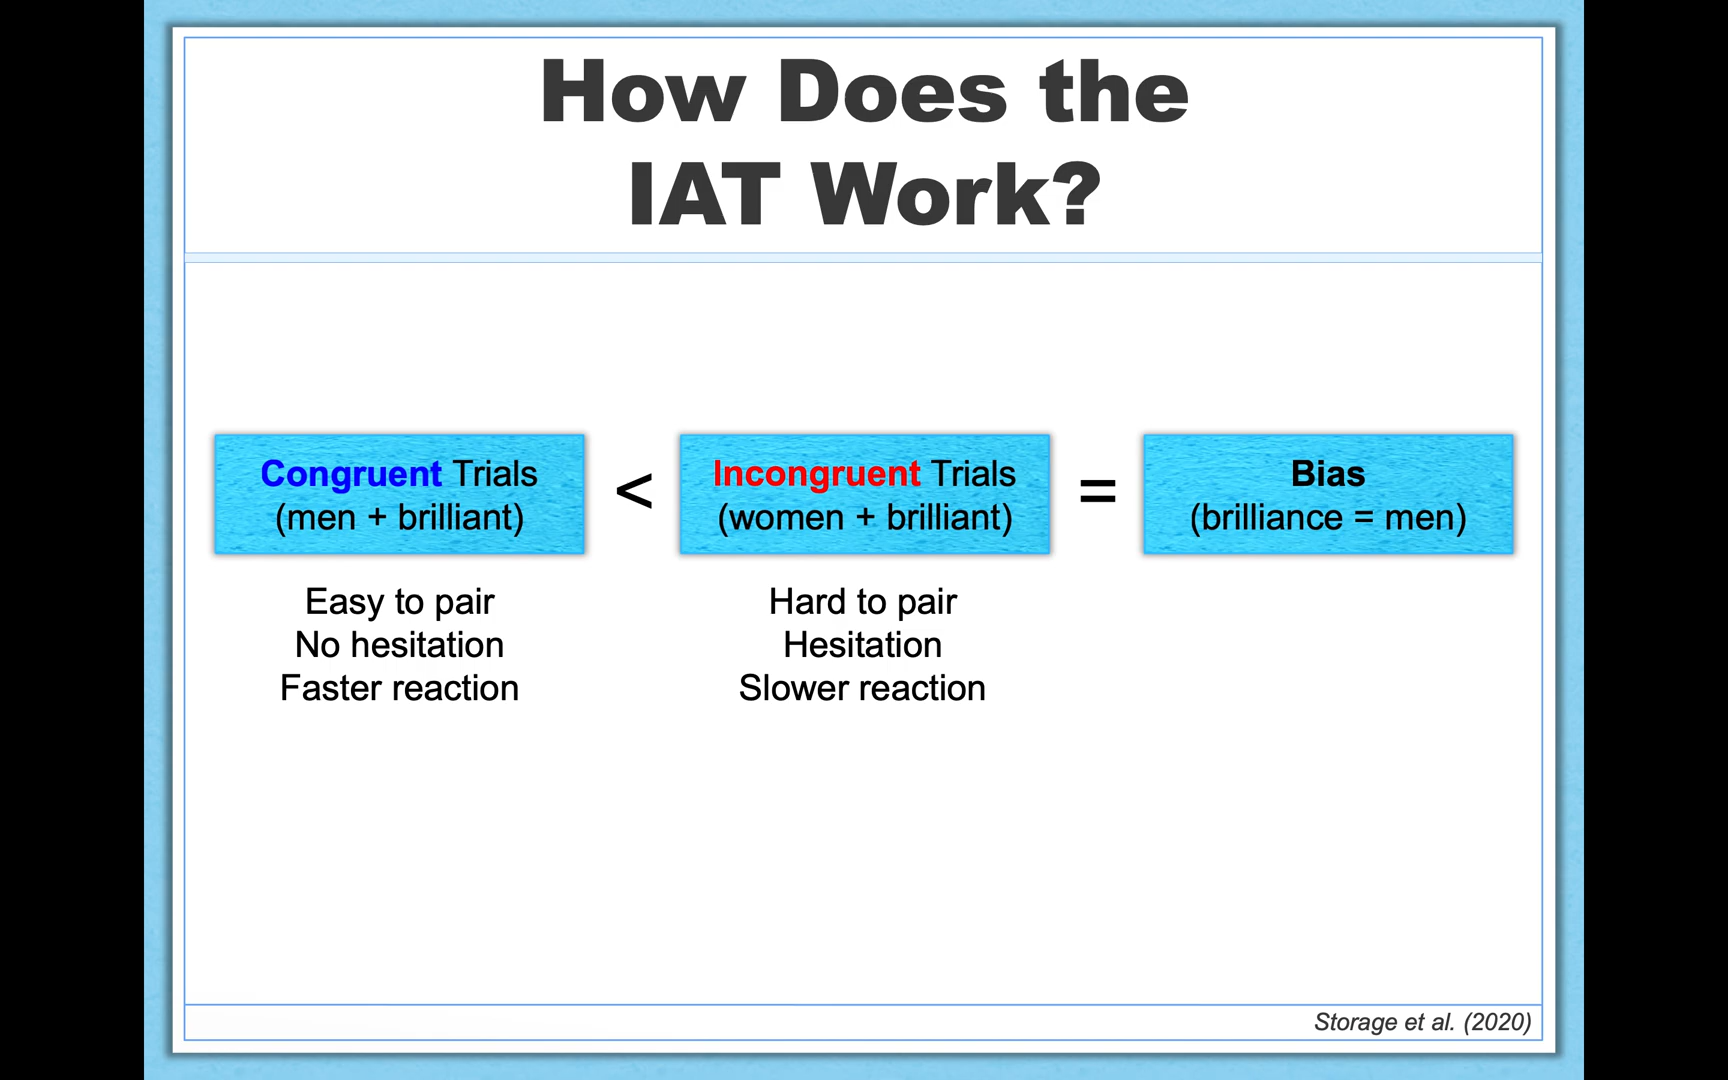 How Does the
IAT Work?
Congruent Trials
(men + brilliant)
<
Incongruent Trials
(women + brilliant)
=
Bias
(brilliance = men)
Easy to pair
No hesitation
Faster reaction
Hard to pair
Hesitation
Slower reaction
Storage et al. (2020)